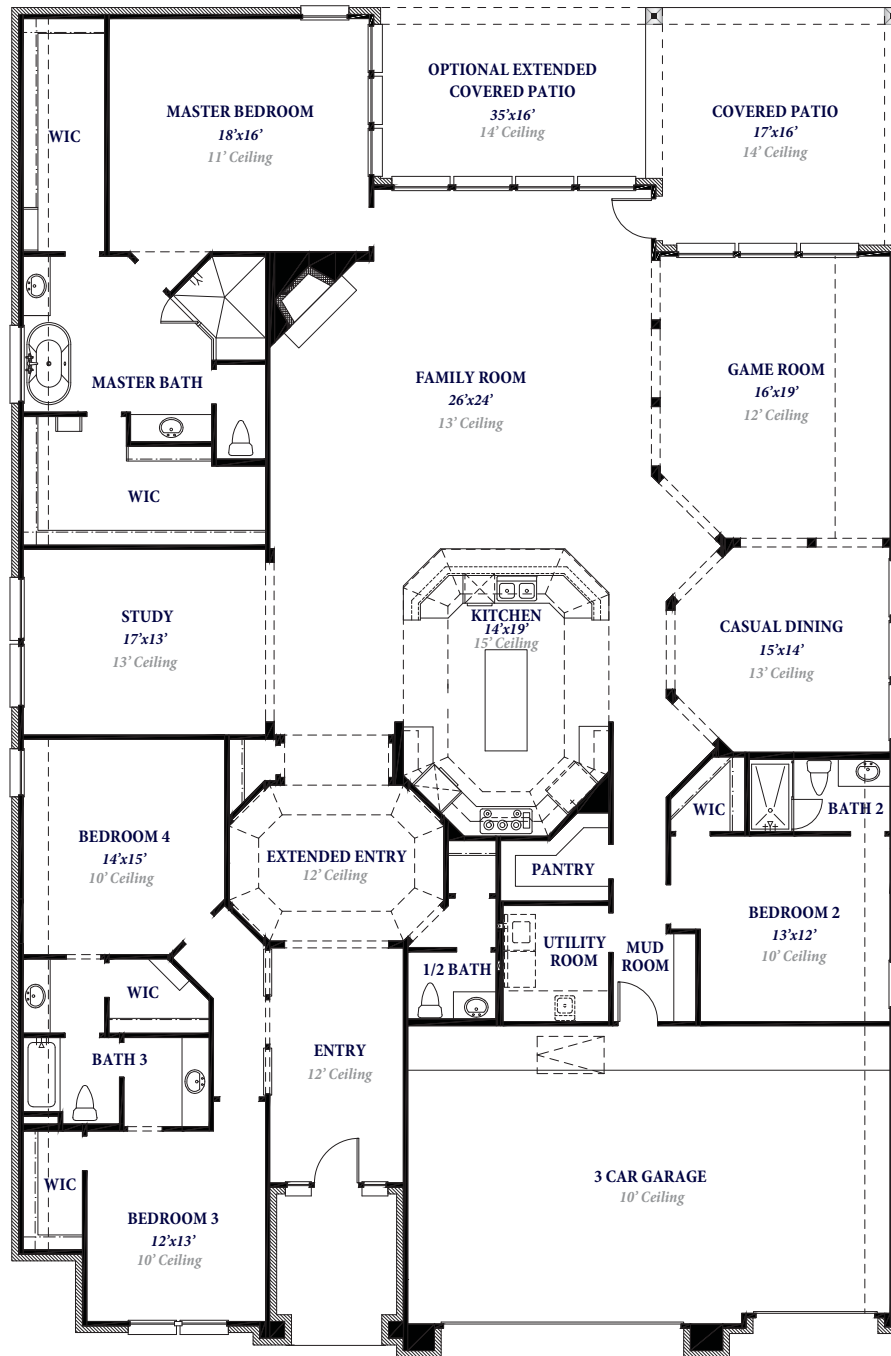 OPTIONAL EXTENDED
COVERED PATIO
35'x16'
14' Ceiling
MASTER BEDROOM
18'x16'
11' Ceiling
COVERED PATIO
17'x16'
14' Ceiling
WIC
MASTER BATH
FAMILY ROOM
26'x24'
13' Ceiling
GAME ROOM
16'x19'
12' Ceiling
WIC
STUDY
17'x13'
13' Ceiling
KITCHEN
14'x19'
15' Ceiling
CASUAL DINING
15'x14'
13' Ceiling
WIC
BATH 2
BEDROOM 4
14'x15'
10' Ceiling
EXTENDED ENTRY
12' Ceiling
PANTRY
BEDROOM 2
13'x12'
10' Ceiling
UTILITY
ROOM
MUD
ROOM
1/2 BATH
WIC
BATH 3
ENTRY
12' Ceiling
WIC
3 CAR GARAGE
10' Ceiling
BEDROOM 3
12'x13'
10' Ceiling